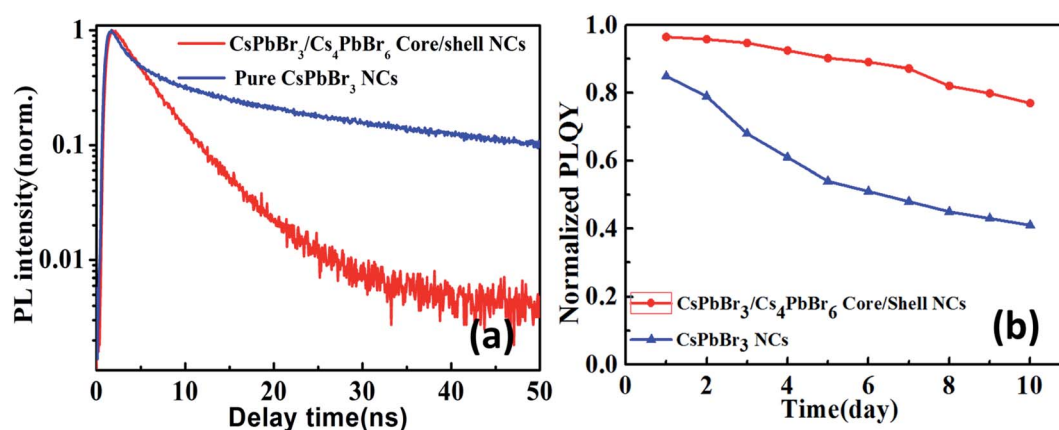 1
0.1
0.01
PL intensity(norm.)
CsPbBr₃/Cs₄PbBr₆ Core/shell NCs
Pure CsPbBr₃ NCs
(a)
0 10 20 30 40 50
Delay time(ns)
1.0
0.8
0.6
0.4
0.2
0.0
Normalized PLQY
CsPbBr₃/Cs₄PbBr₆ Core/Shell NCs
CsPbBr₃ NCs
(b)
0 2 4 6 8 10
Time(day)